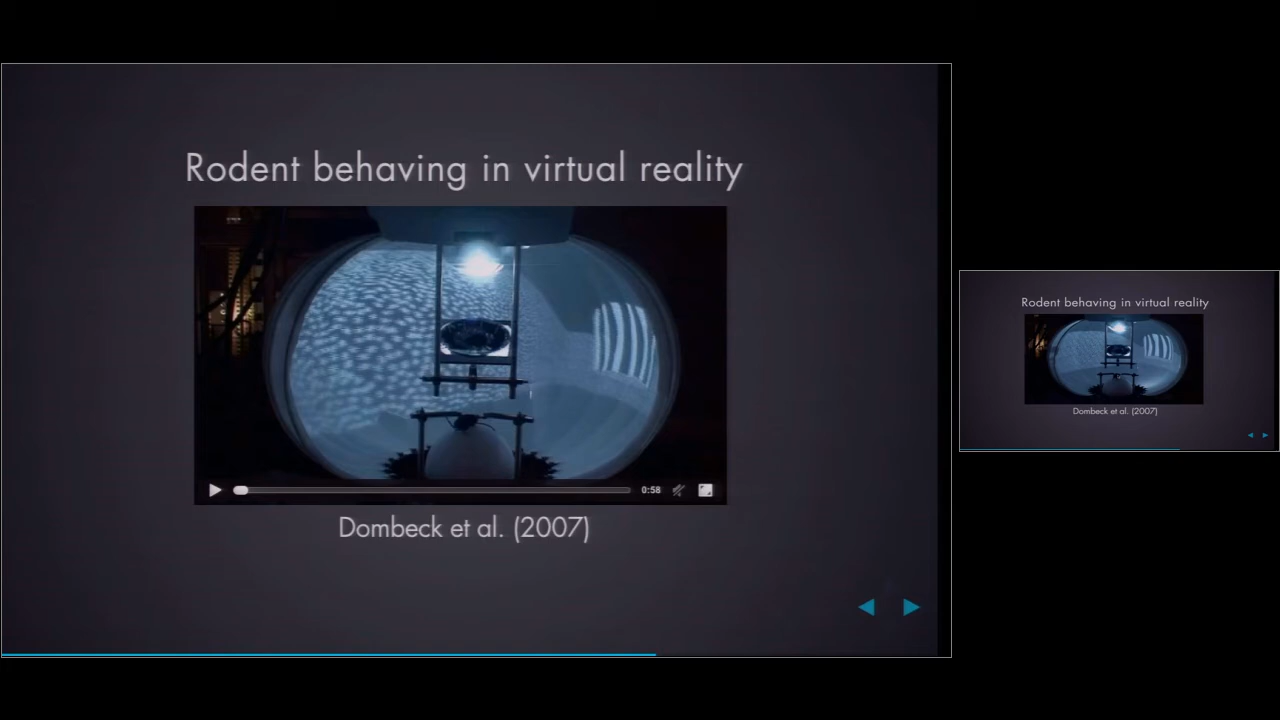 Rodent behaving in virtual reality
0:58
Dombeck et al. (2007)
Rodent behaving in virtual reality
Dombeck et al. (2007)